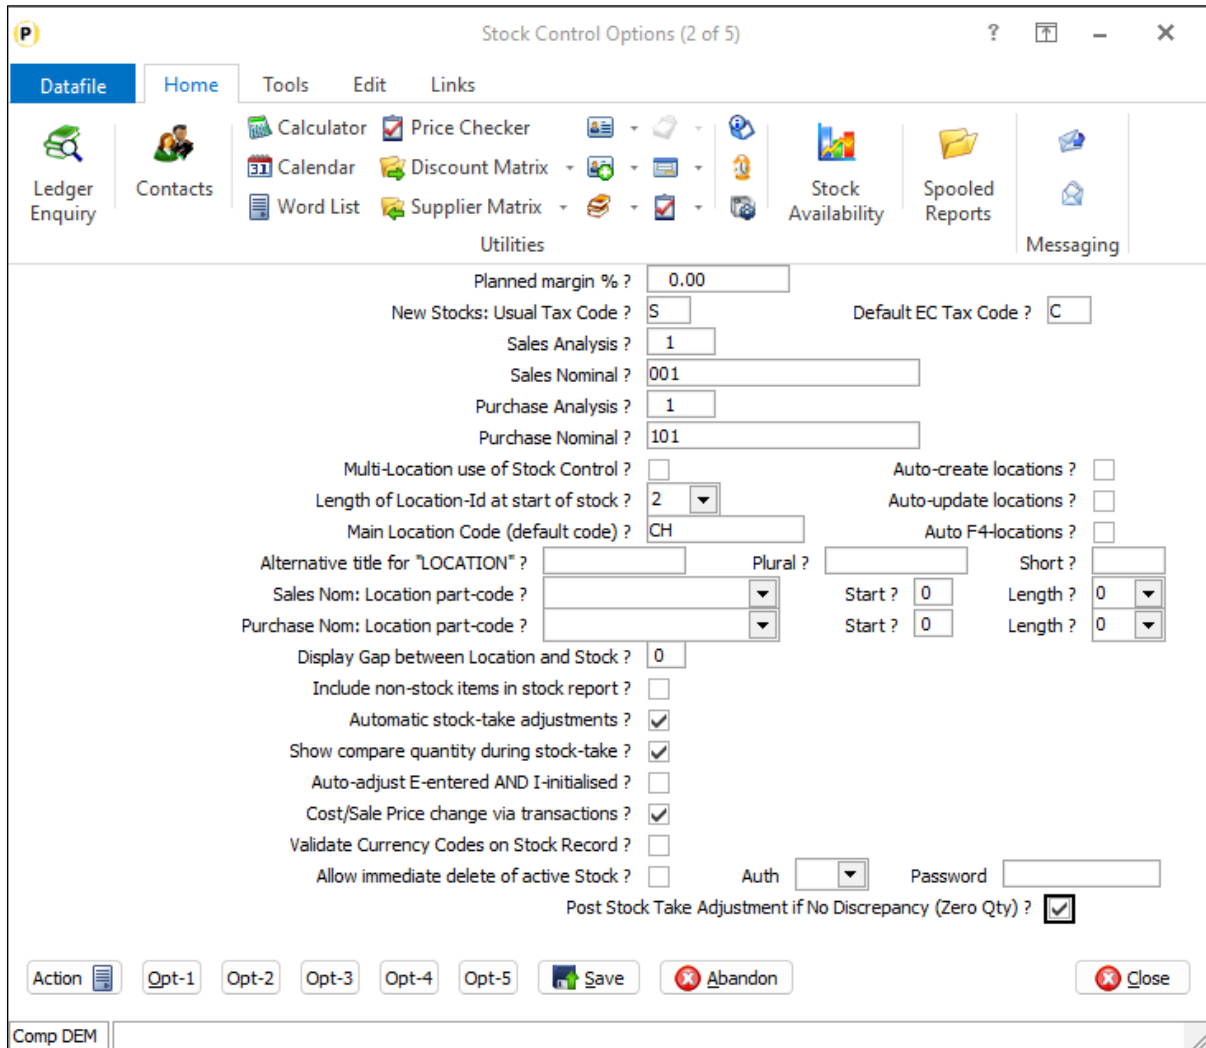 P
Stock Control Options (2 of 5)
?
Datafile Home Tools Edit Links
Ledger Enquiry
Contacts
Calculator Price Checker
31 Calendar Discount Matrix
Word List Supplier Matrix
Utilities
Stock Availability
Spooled Reports
Messaging
Planned margin % ? 0.00
New Stocks: Usual Tax Code ? S Default EC Tax Code ? C
Sales Analysis ? 1
Sales Nominal ? 001
Purchase Analysis ? 1
Purchase Nominal ? 101
Multi-Location use of Stock Control ? Auto-create locations ?
Length of Location-Id at start of stock ? 2 Auto-update locations ?
Main Location Code (default code) ? CH Auto F4-locations ?
Alternative title for "LOCATION" ? Plural ? Short ?
Sales Nom: Location part-code ? Start ? 0 Length ? 0
Purchase Nom: Location part-code ? Start ? 0 Length ? 0
Display Gap between Location and Stock ? 0
Include non-stock items in stock report ?
Automatic stock-take adjustments ?
Show compare quantity during stock-take ?
Auto-adjust E-entered AND I-initialised ?
Cost/Sale Price change via transactions ?
Validate Currency Codes on Stock Record ?
Allow immediate delete of active Stock ? Auth Password
Post Stock Take Adjustment if No Discrepancy (Zero Qty) ?
Action Opt-1 Opt-2 Opt-3 Opt-4 Opt-5 Save Abandon Close
Comp DEM